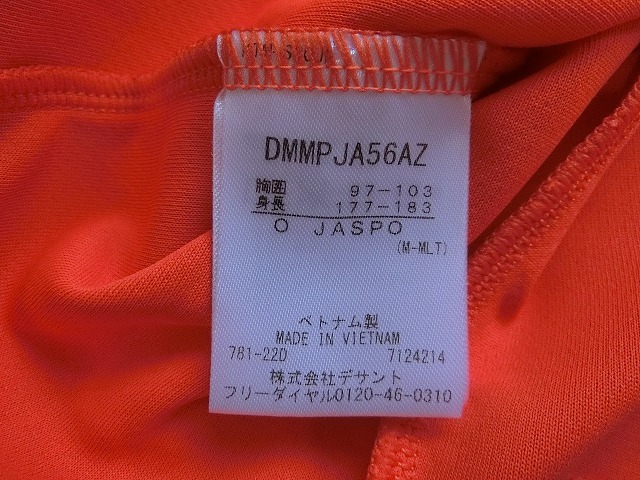 DMMPJA56AZ
胸囲 97-103
身長 177-183
O JASPO
(M-MLT)
ベトナム製
MADE IN VIETNAM
781-22D 7124214
株式会社デサント
フリーダイヤル0120-46-0310